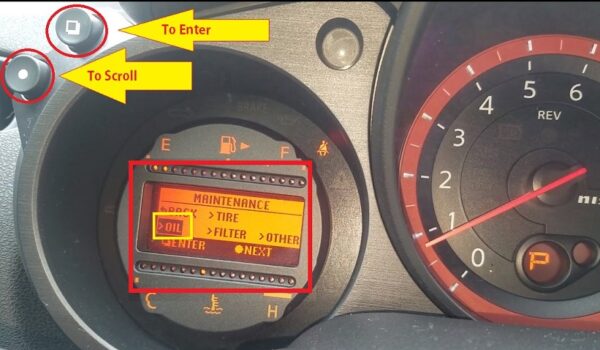 To Enter
To Scroll
E
F
MAINTENANCE
>BACK >TIRE
>OIL >FILTER >OTHER
ENTER NEXT
C
H
0
1
2
3
4
5
6
REV
P